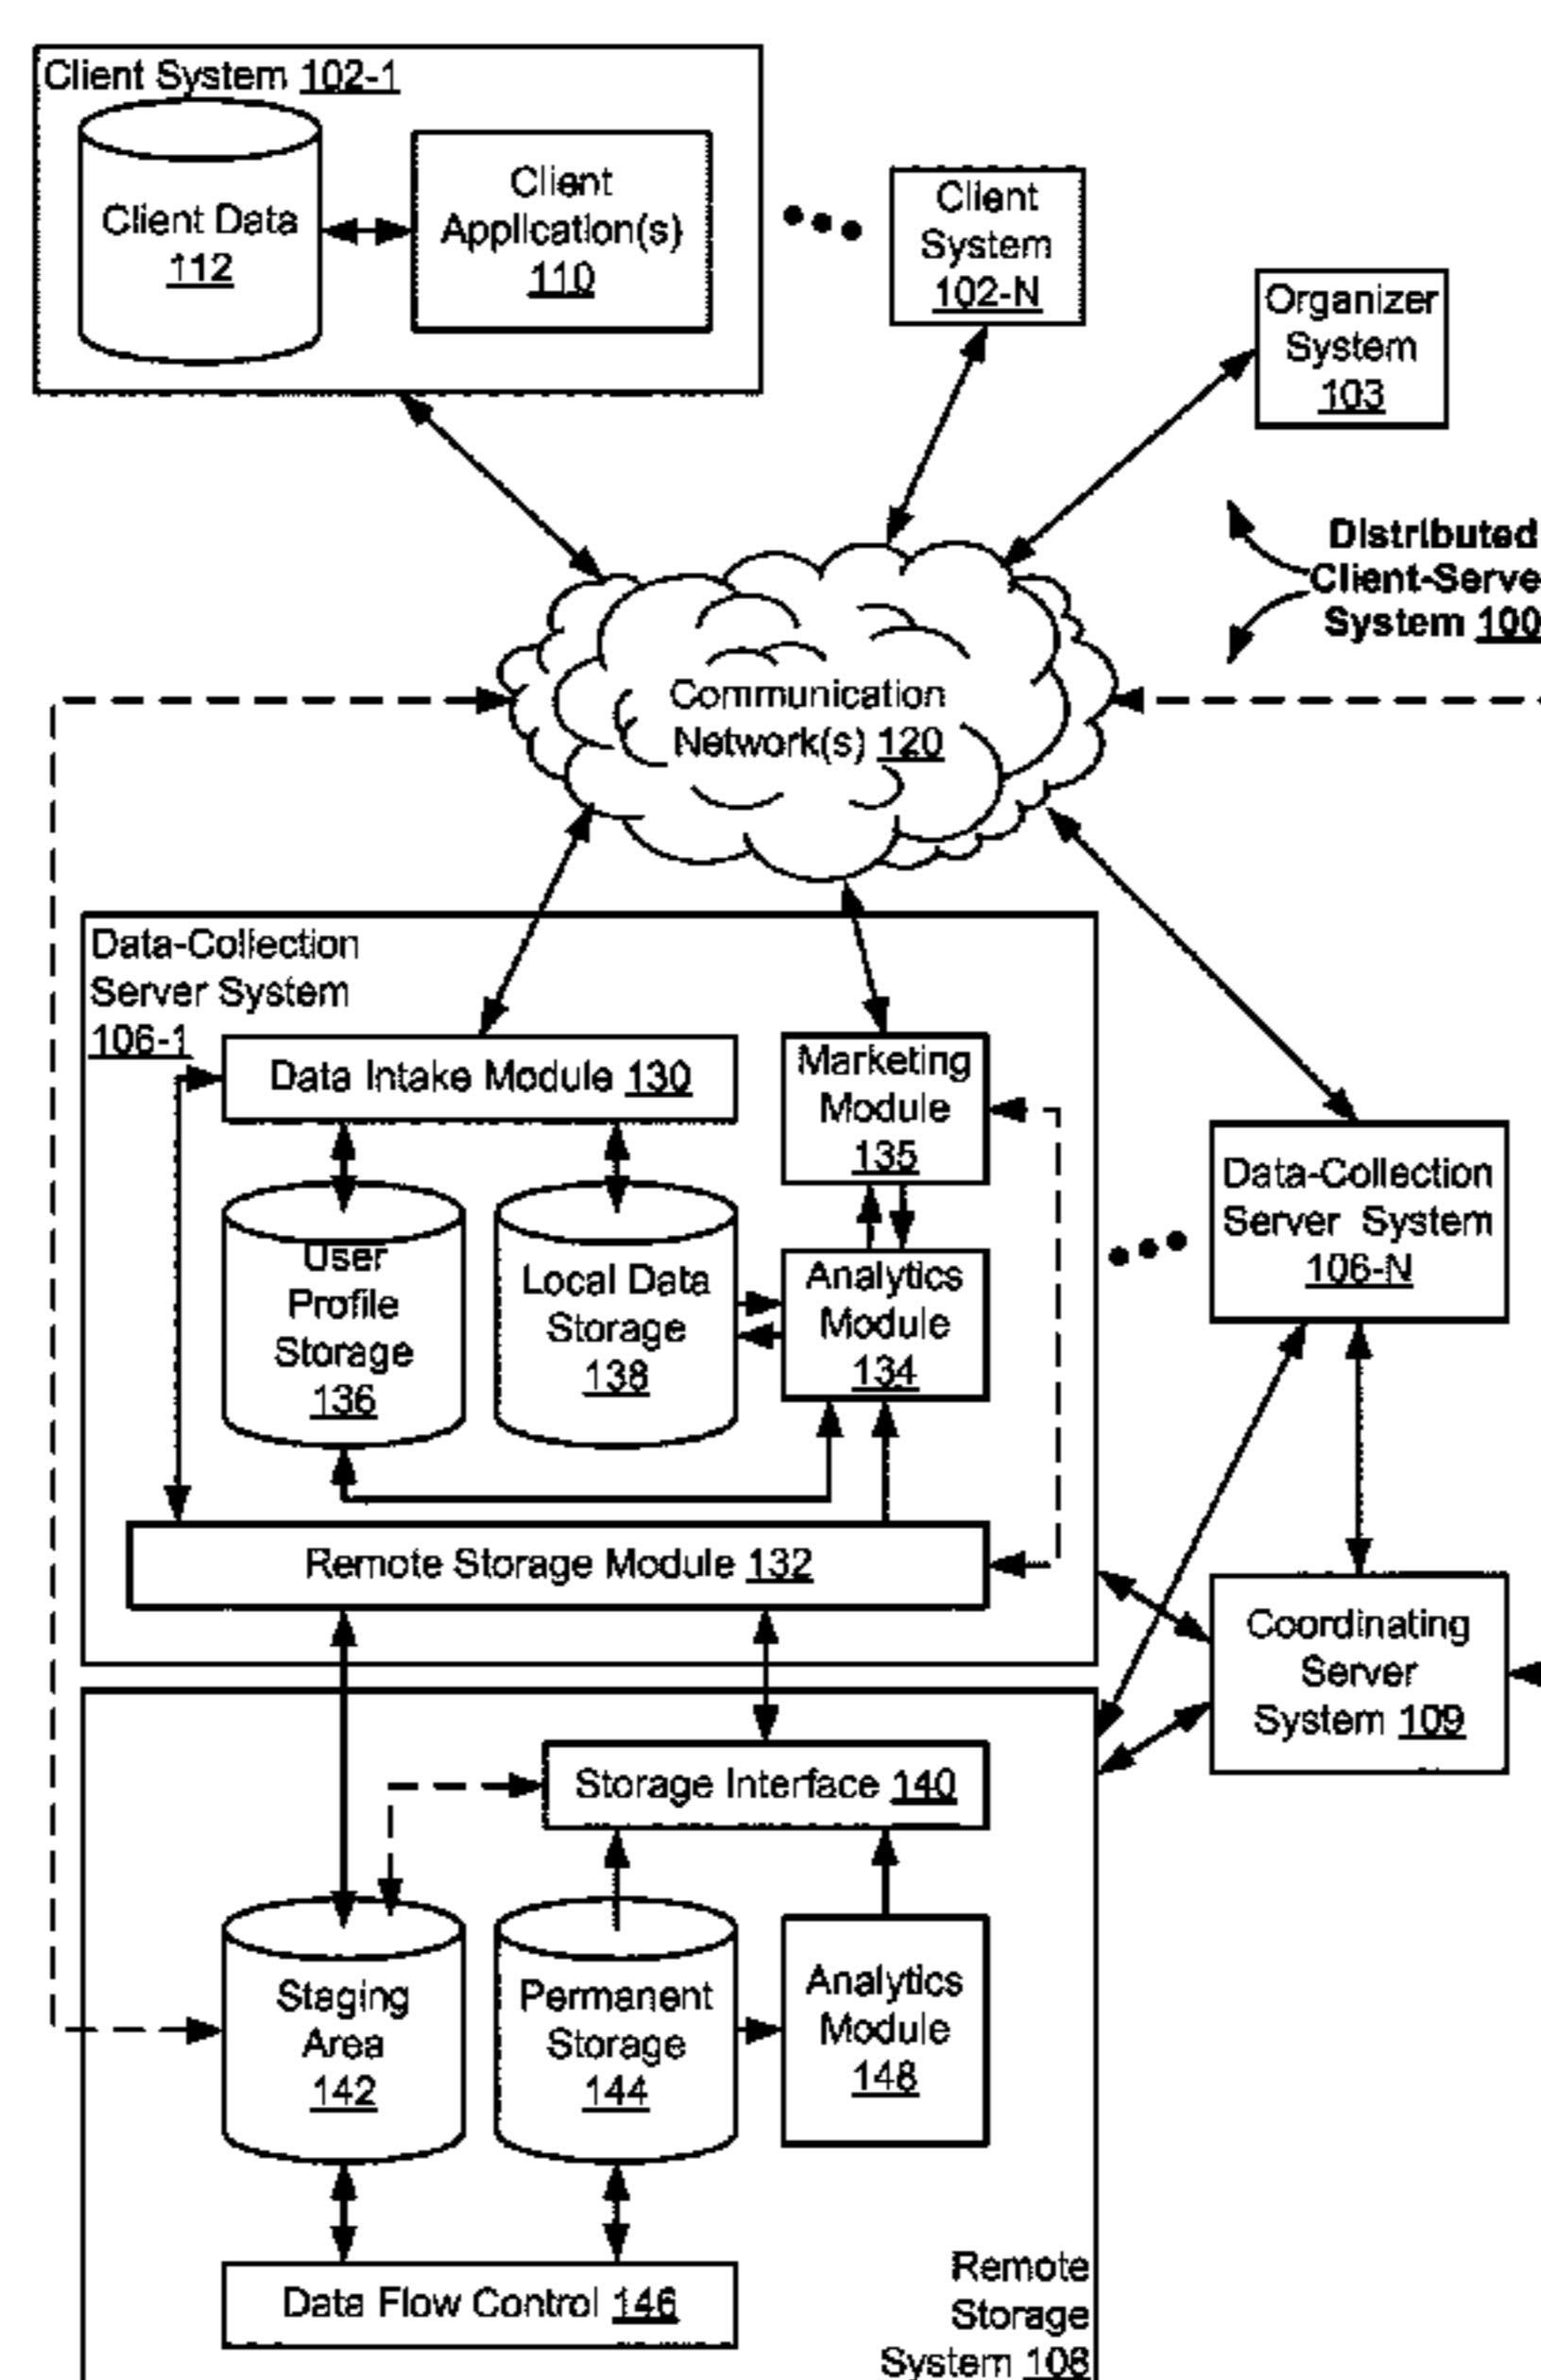 Client System 102-1
Client Data
112
Client
Application(s)
110
Client
System
102-N
Organizer
System
103
Distributed
Client-Serve
System 100
Communication
Network(s) 120
Data-Collection
Server System
106-1
Data Intake Module 130
Marketing
Module
135
User
Profile
Storage
136
Local Data
Storage
138
Analytics
Module
134
Data-Collection
Server System
106-N
Remote Storage Module 132
Coordinating
Server
System 109
Storage Interface 140
Staging
Area
142
Permanent
Storage
144
Analytics
Module
148
Data Flow Control 146
Remote
Storage
System 108